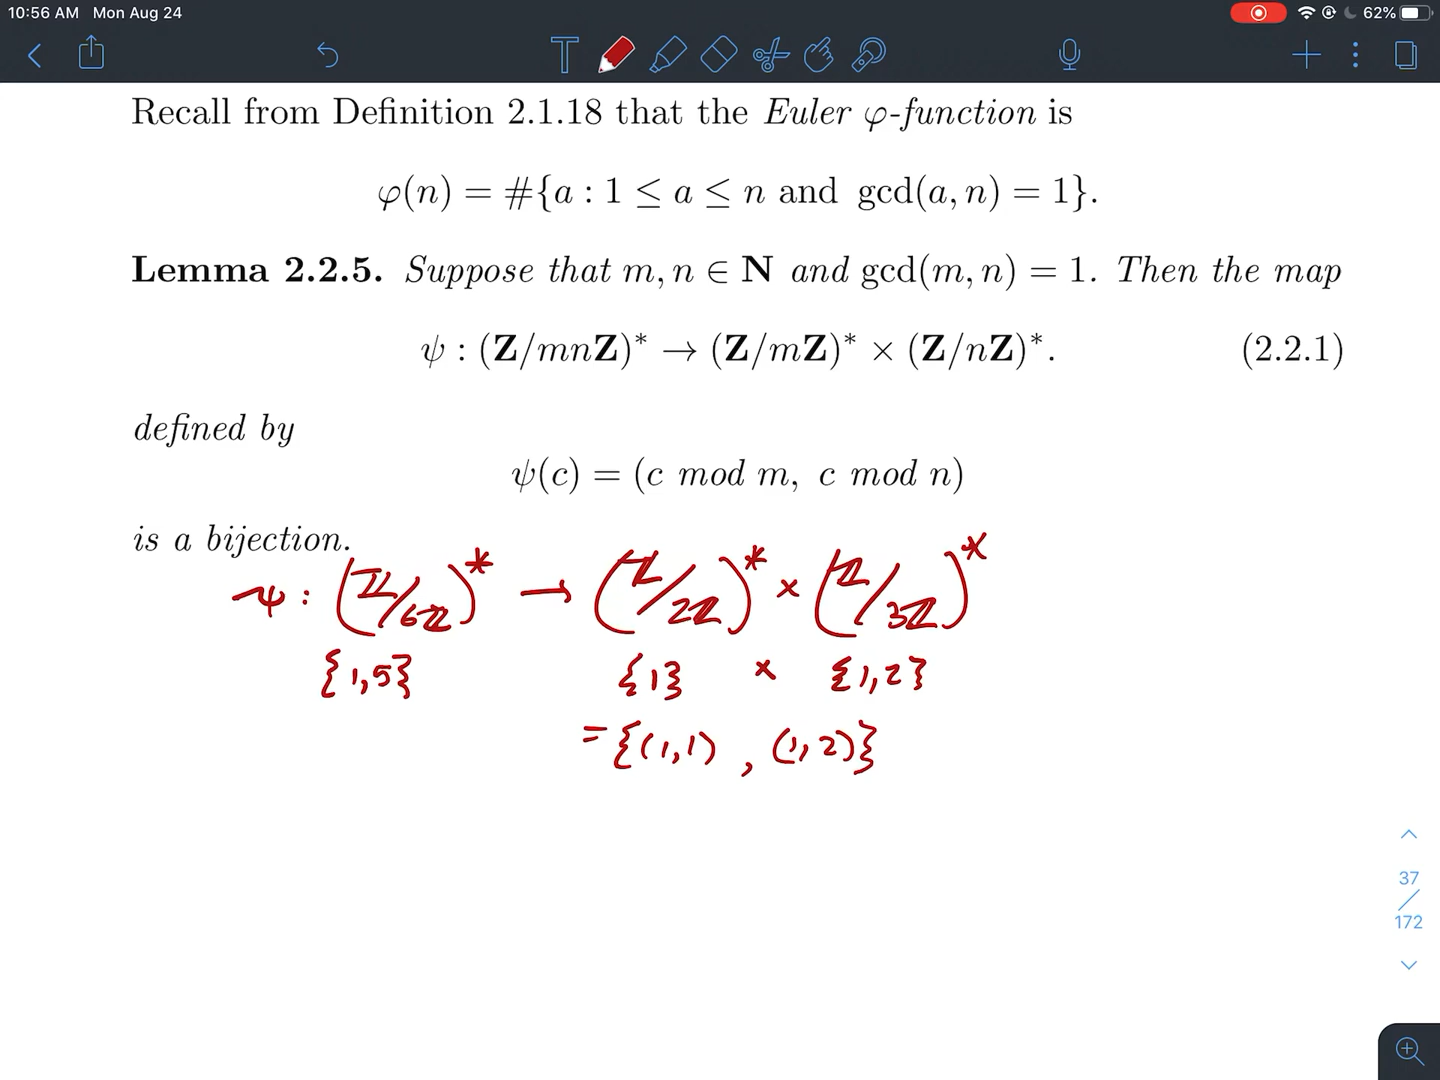 10:56 AM Mon Aug 24 62%
Recall from Definition 2.1.18 that the Euler φ-function is
φ(n) = #{a : 1 ≤ a ≤ n and gcd(a, n) = 1}.
Lemma 2.2.5. Suppose that m, n ∈ N and gcd(m, n) = 1. Then the map
ψ : (Z/mnZ)* → (Z/mZ)* × (Z/nZ)*. (2.2.1)
defined by
ψ(c) = (c mod m, c mod n)
is a bijection.
ψ : (ℤ/6ℤ)* → (ℤ/2ℤ)* × (ℤ/3ℤ)*
{1,5} {1} × {1,2}
= {(1,1) , (1,2)}
37
/
172